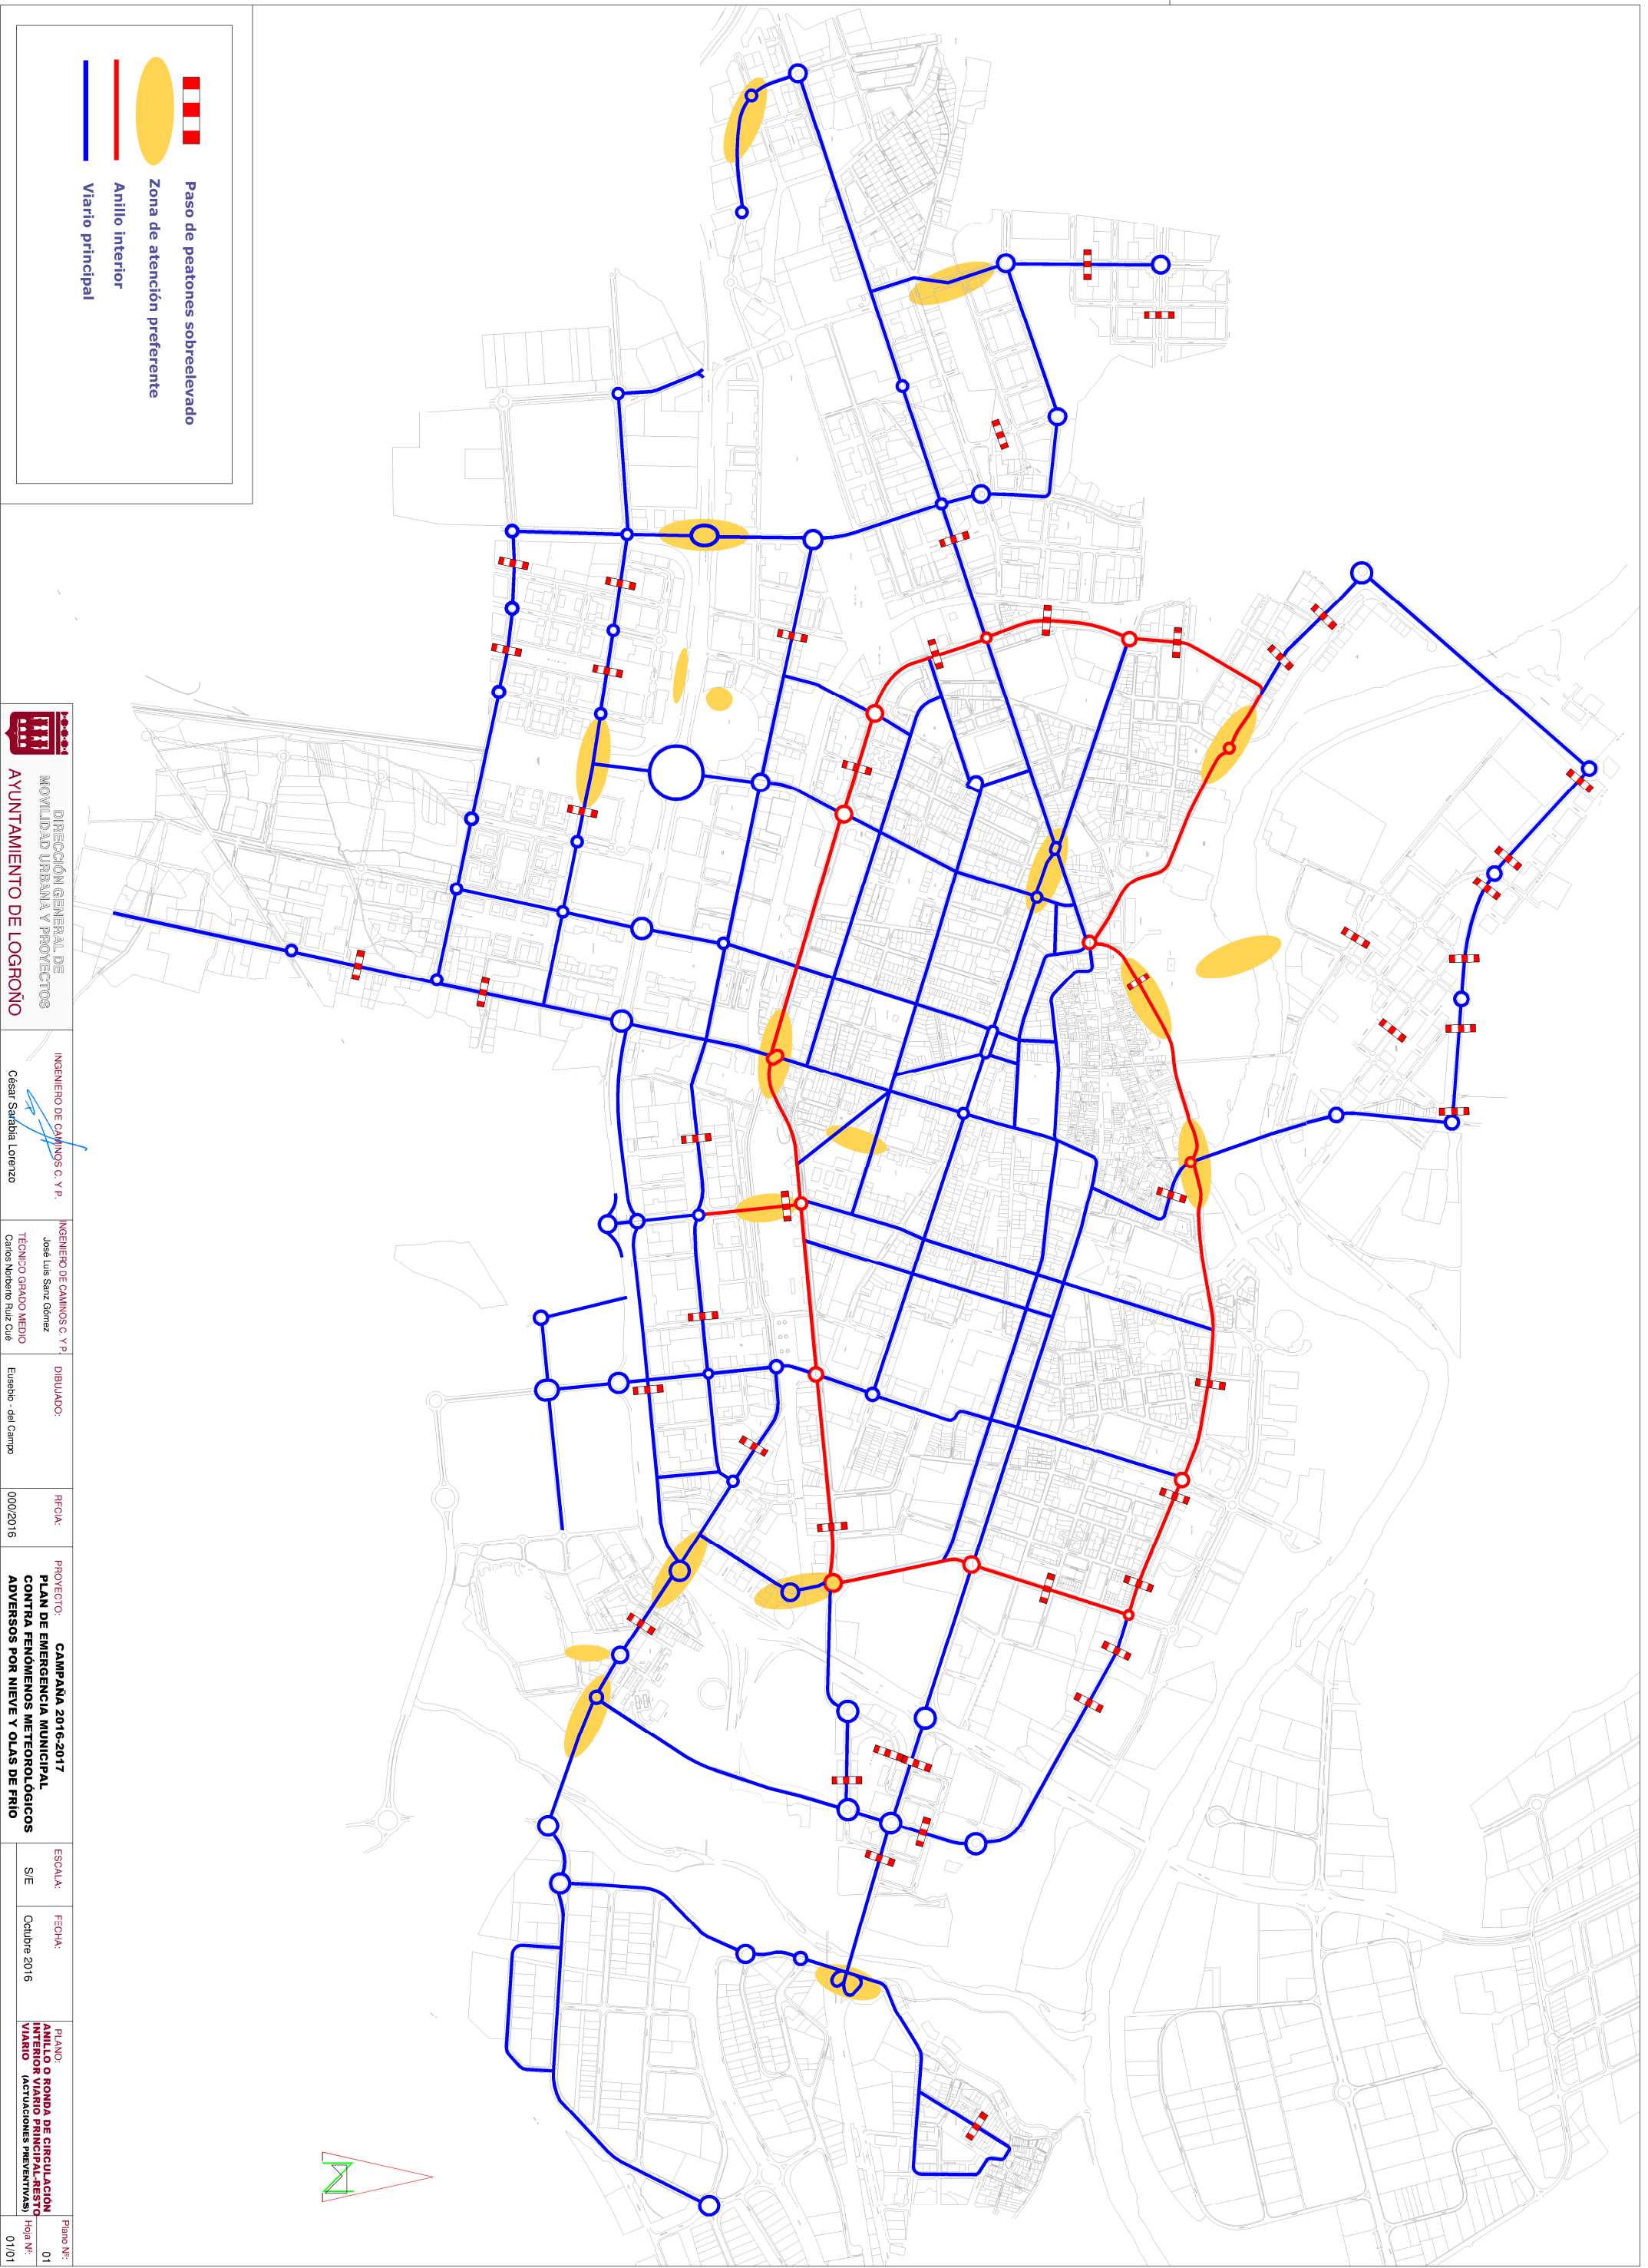 Paso de peatones sobreelevado
Zona de atención preferente
Anillo interior
Viario principal
DIRECCIÓN GENERAL DE
MOVILIDAD URBANA Y PROYECTOS
AYUNTAMIENTO DE LOGROÑO
INGENIERO DE CAMINOS C. Y P.
César Sarabia Lorenzo
INGENIERO DE CAMINOS C. Y P.
José Luis Sanz Gómez
TÉCNICO GRADO MEDIO
Carlos Norberto Ruiz Cué
DIBUJADO:
Eusebio - del Campo
RFCIA:
000/2016
PROYECTO:
CAMPAÑA 2016-2017
PLAN DE EMERGENCIA MUNICIPAL
CONTRA FENÓMENOS METEOROLÓGICOS
ADVERSOS POR NIEVE Y OLAS DE FRÍO
ESCALA:
S/E
FECHA:
Octubre 2016
PLANO:
ANILLO O RONDA DE CIRCULACIÓN
INTERIOR VIARIO PRINCIPAL-RESTO
VIARIO (ACTUACIONES PREVENTIVAS)
Plano Nº:
01
Hoja Nº:
01/01
N